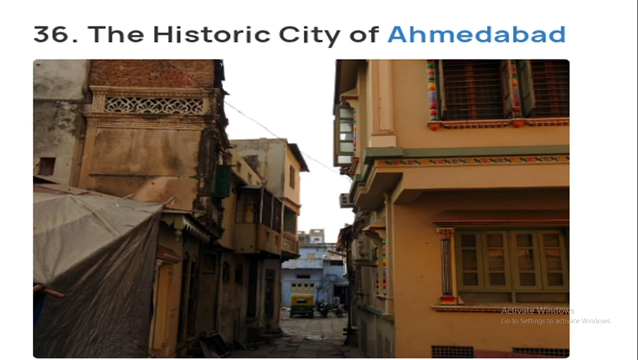 36. The Historic City of Ahmedabad
Activate Windows
Go to Settings to Activate Windows.